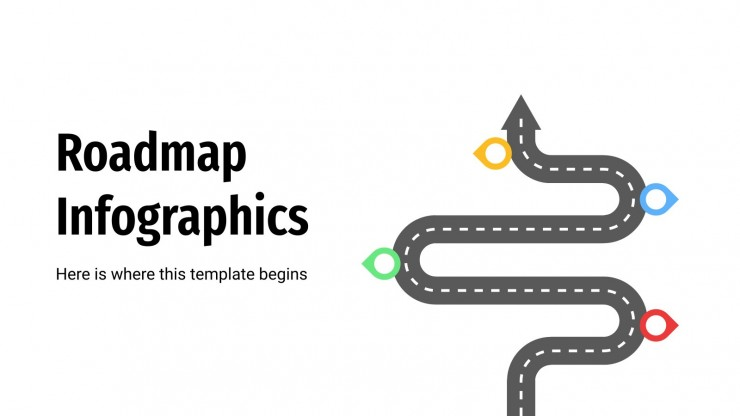 Roadmap
Infographics
Here is where this template begins